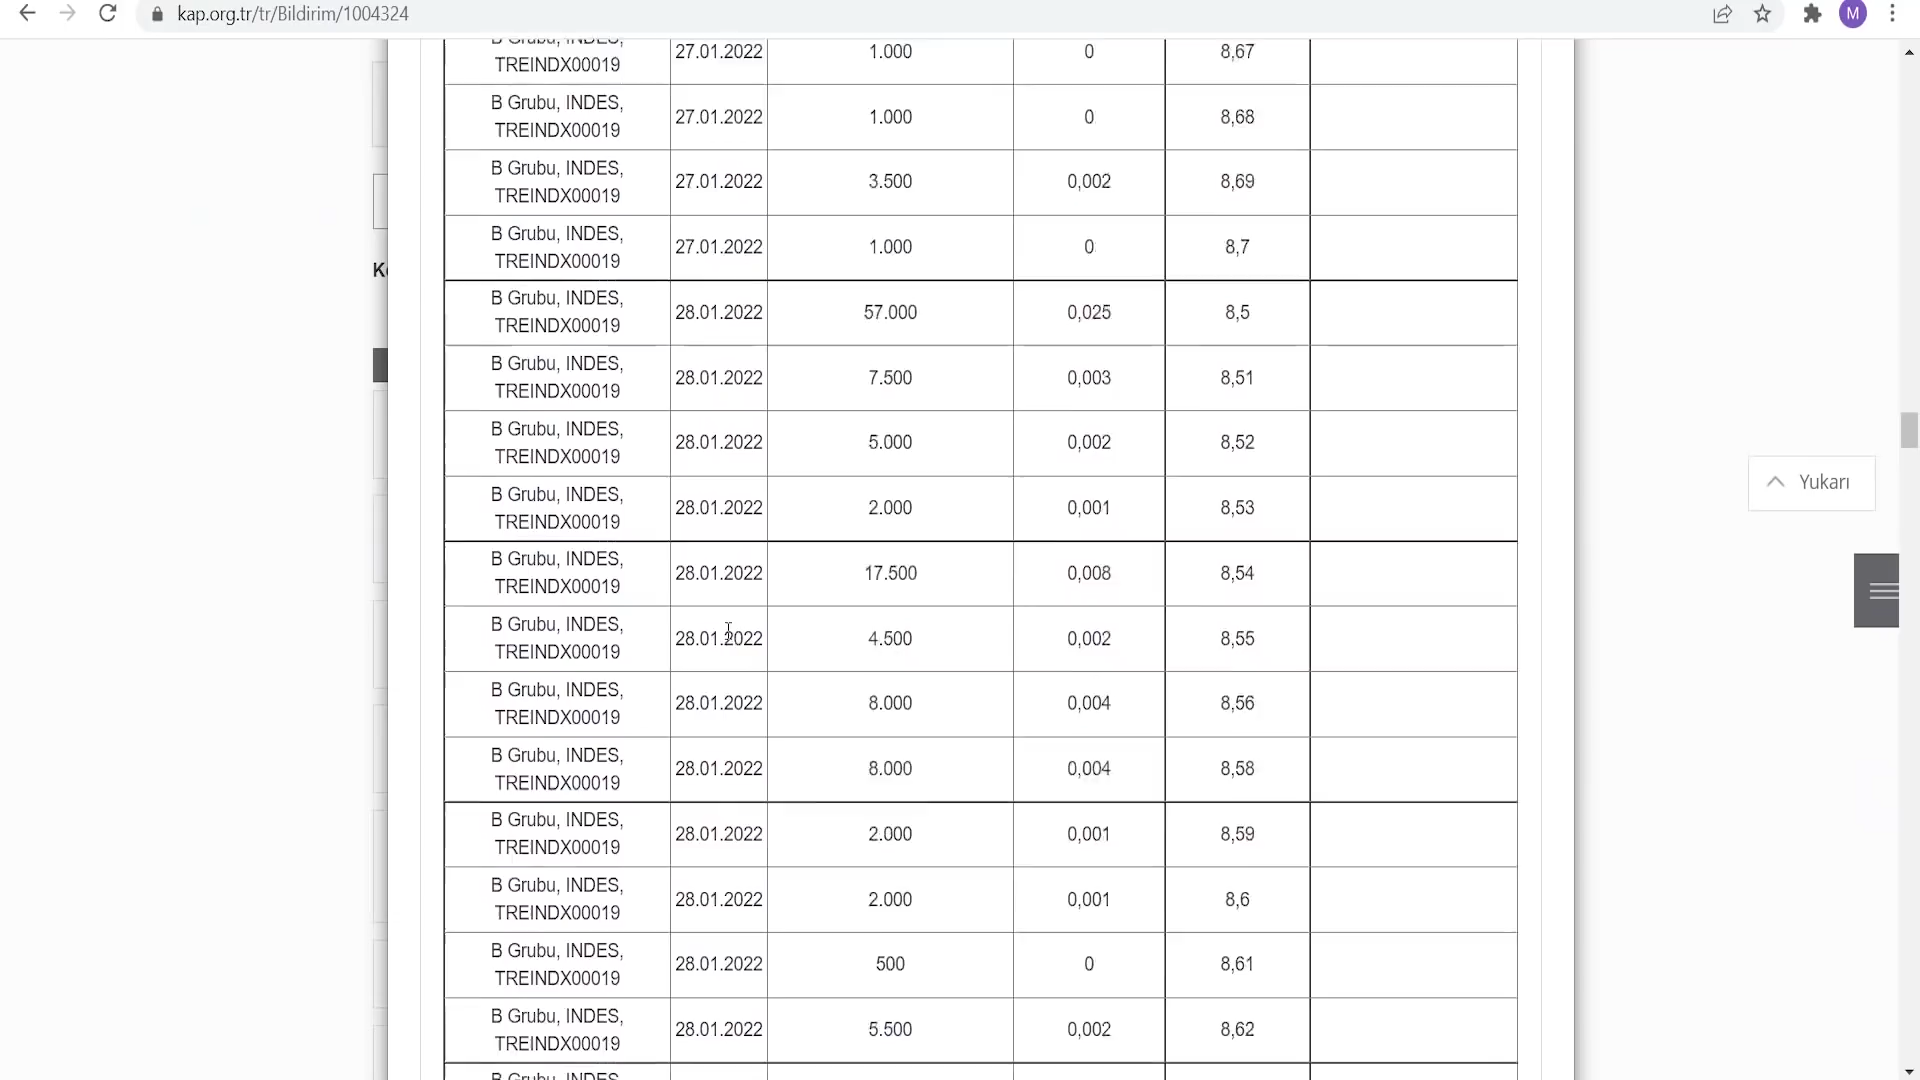 kap.org.tr/tr/Bildirim/1004324
M
B Grubu, INDES,
TREINDX00019
27.01.2022
1.000
0
8,67
B Grubu, INDES,
TREINDX00019
27.01.2022
1.000
0
8,68
B Grubu, INDES,
TREINDX00019
27.01.2022
3.500
0,002
8,69
B Grubu, INDES,
TREINDX00019
27.01.2022
1.000
0
8,7
B Grubu, INDES,
TREINDX00019
28.01.2022
57.000
0,025
8,5
B Grubu, INDES,
TREINDX00019
28.01.2022
7.500
0,003
8,51
B Grubu, INDES,
TREINDX00019
28.01.2022
5.000
0,002
8,52
B Grubu, INDES,
TREINDX00019
28.01.2022
2.000
0,001
8,53
B Grubu, INDES,
TREINDX00019
28.01.2022
17.500
0,008
8,54
B Grubu, INDES,
TREINDX00019
28.01.2022
4.500
0,002
8,55
B Grubu, INDES,
TREINDX00019
28.01.2022
8.000
0,004
8,56
B Grubu, INDES,
TREINDX00019
28.01.2022
8.000
0,004
8,58
B Grubu, INDES,
TREINDX00019
28.01.2022
2.000
0,001
8,59
B Grubu, INDES,
TREINDX00019
28.01.2022
2.000
0,001
8,6
B Grubu, INDES,
TREINDX00019
28.01.2022
500
0
8,61
B Grubu, INDES,
TREINDX00019
28.01.2022
5.500
0,002
8,62
B Grubu, INDES,
Yukarı